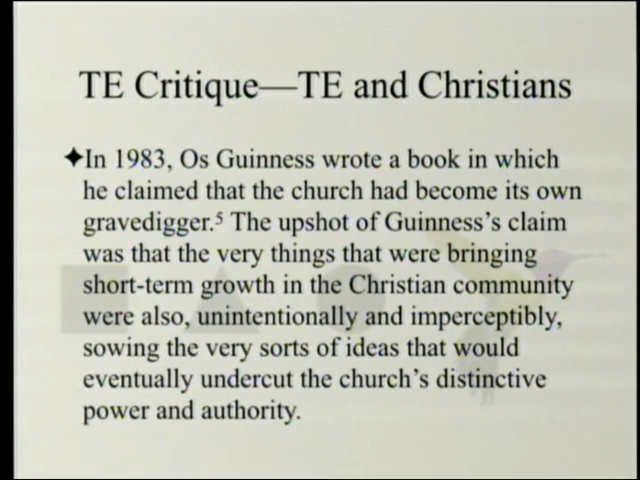 TE Critique—TE and Christians
✦In 1983, Os Guinness wrote a book in which
he claimed that the church had become its own
gravedigger.⁵ The upshot of Guinness's claim
was that the very things that were bringing
short-term growth in the Christian community
were also, unintentionally and imperceptibly,
sowing the very sorts of ideas that would
eventually undercut the church's distinctive
power and authority.